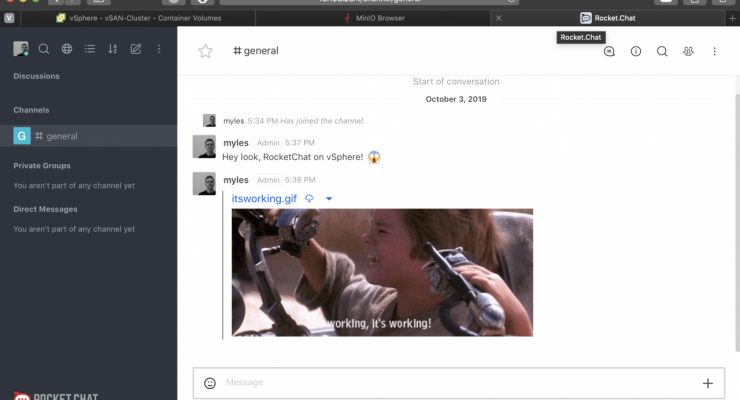 vSphere - vSAN-Cluster - Container Volumes
MinIO Browser
Rocket.Chat
Rocket.Chat
# general
Discussions
Channels
G # general
Private Groups
You aren't part of any channel yet
Direct Messages
You aren't part of any channel yet
ROCKET.CHAT
Start of conversation
October 3, 2019
myles 5:34 PM Has joined the channel.
myles Admin 5:37 PM
Hey look, RocketChat on vSphere!
myles Admin 5:38 PM
itsworking.gif
working, it's working!
Message